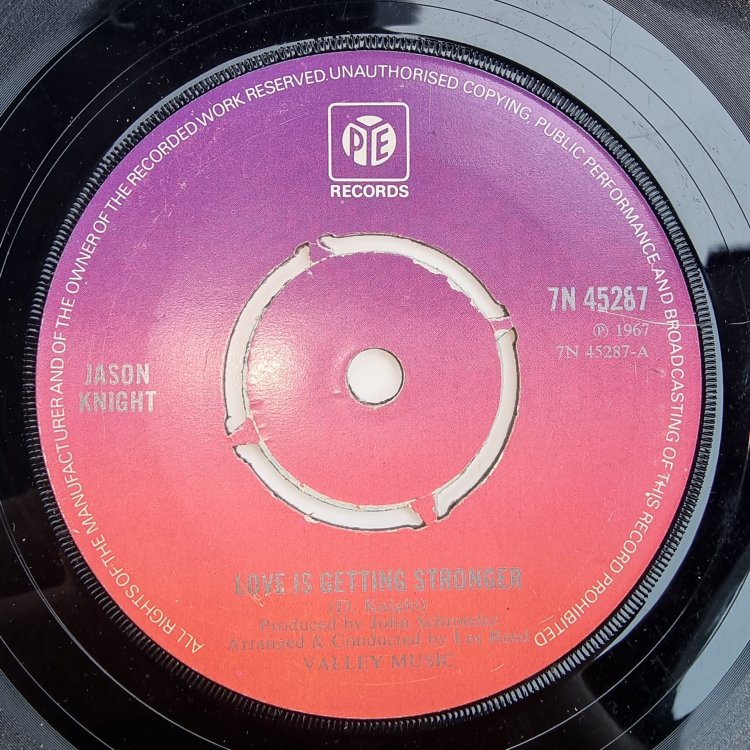 ALL RIGHTS OF THE MANUFACTURER AND OF THE OWNER OF THE RECORDED WORK RESERVED. UNAUTHORISED COPYING, PUBLIC PERFORMANCE AND BROADCASTING OF THIS RECORD PROHIBITED
PYE
RECORDS
7N 45287
℗ 1967
7N 45287-A
JASON
KNIGHT
LOVE IS GETTING STRONGER
(D. Knight)
Produced by John Schroeder
Arranged & Conducted by Les Reed
VALLEY MUSIC